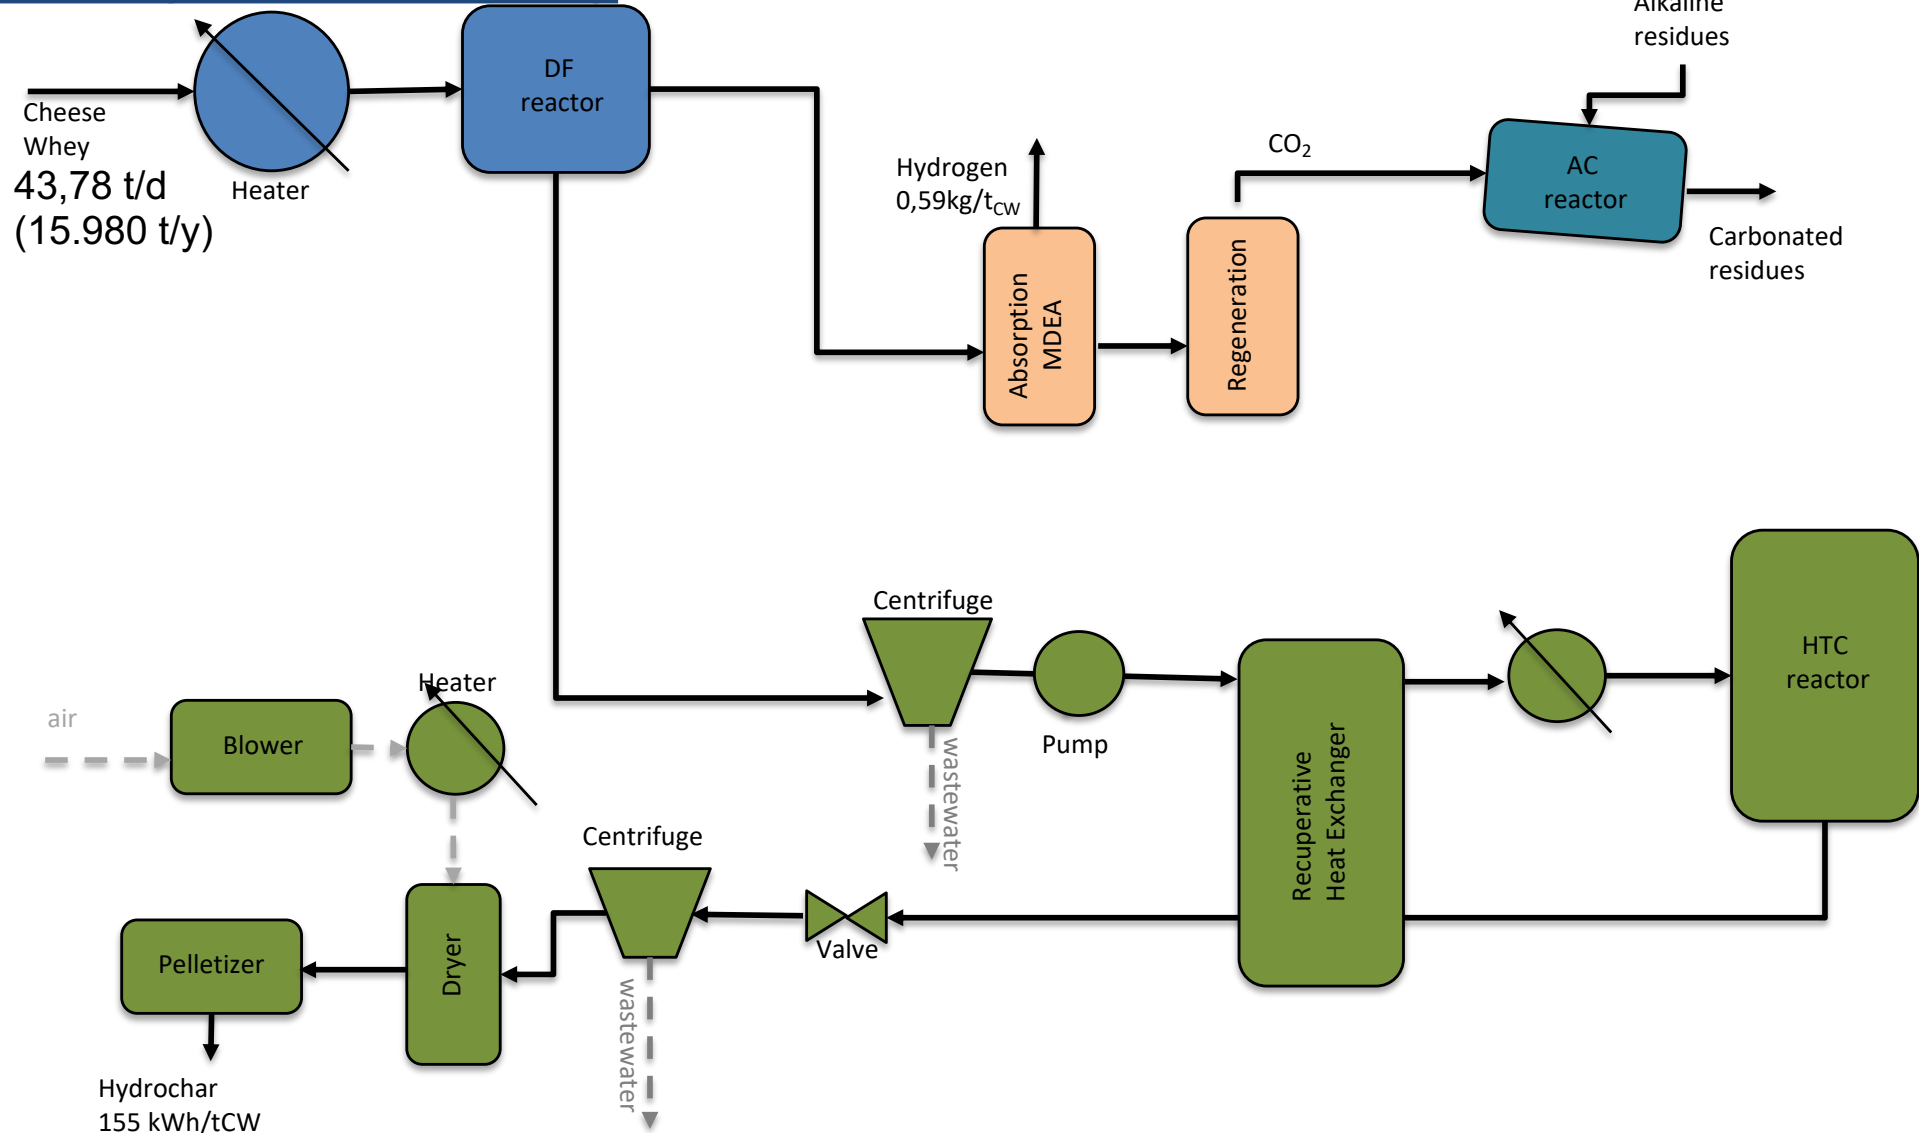 Alkaline
residues
DF
reactor
Cheese
Whey
43,78 t/d
(15.980 t/y)
Heater
Hydrogen
0,59kg/tCW
CO2
AC
reactor
Carbonated
residues
Absorption
MDEA
Regeneration
Centrifuge
Pump
wastewater
Recuperative
Heat Exchanger
HTC
reactor
air
Blower
Heater
Centrifuge
Valve
Dryer
Pelletizer
wastewater
Hydrochar
155 kWh/tCW